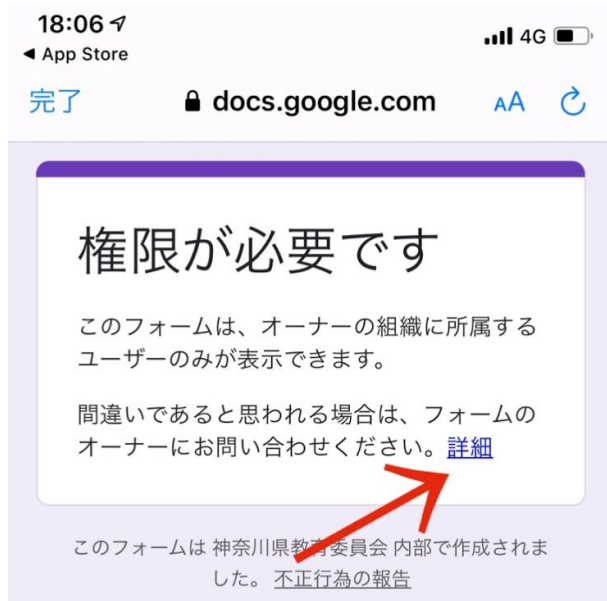 18:06
4G
◀ App Store
完了
docs.google.com
AA
権限が必要です
このフォームは、オーナーの組織に所属する
ユーザーのみが表示できます。
間違いであると思われる場合は、フォームの
オーナーにお問い合わせください。詳細
このフォームは 神奈川県教育委員会 内部で作成されま
した。 不正行為の報告